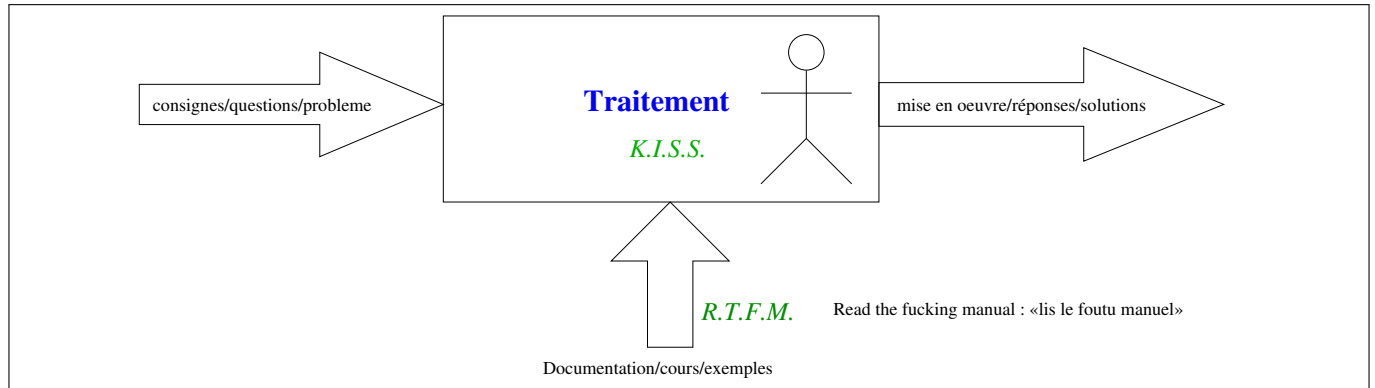 consignes/questions/probleme
Traitement
K.I.S.S.
mise en oeuvre/réponses/solutions
R.T.F.M.
Read the fucking manual : «lis le foutu manuel»
Documentation/cours/exemples